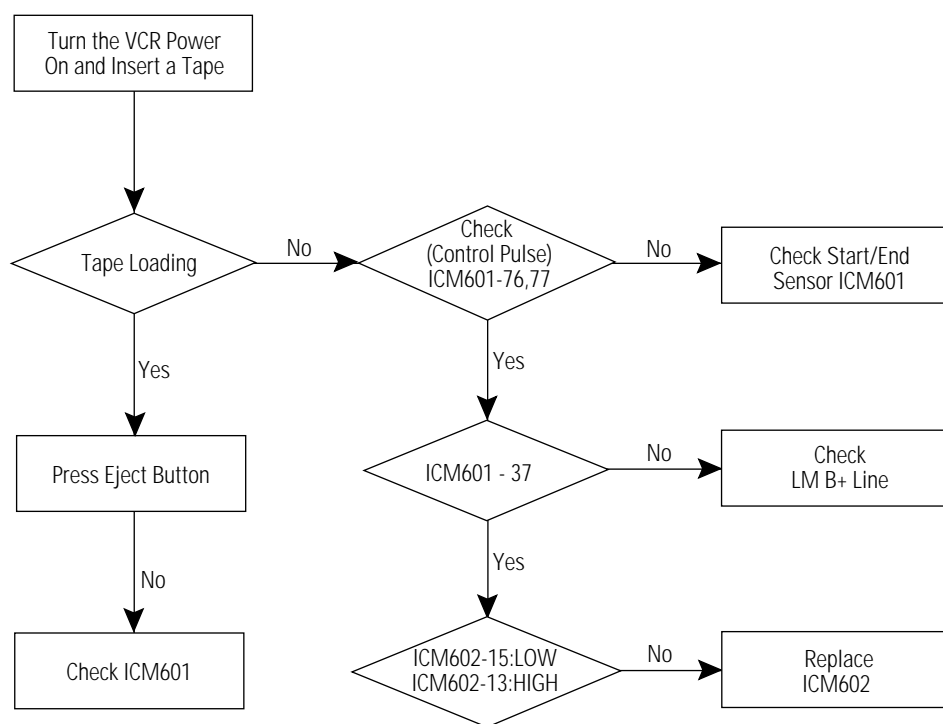 Turn the VCR Power
On and Insert a Tape
Tape Loading
No
Check
(Control Pulse)
ICM601-76,77
No
Check Start/End
Sensor ICM601
Yes
Yes
Press Eject Button
ICM601 - 37
No
Check
LM B+ Line
No
Yes
Check ICM601
ICM602-15:LOW
ICM602-13:HIGH
No
Replace
ICM602